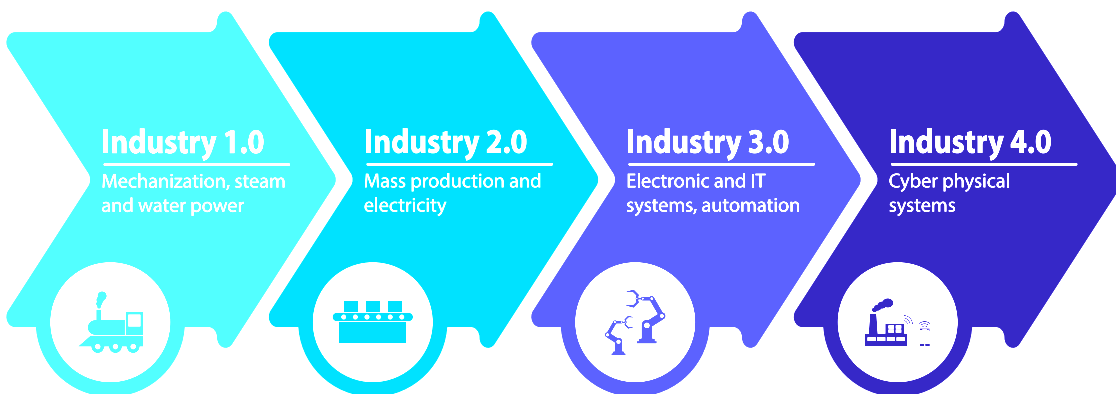 Industry 1.0
Mechanization, steam
and water power
Industry 2.0
Mass production and
electricity
Industry 3.0
Electronic and IT
systems, automation
Industry 4.0
Cyber physical
systems